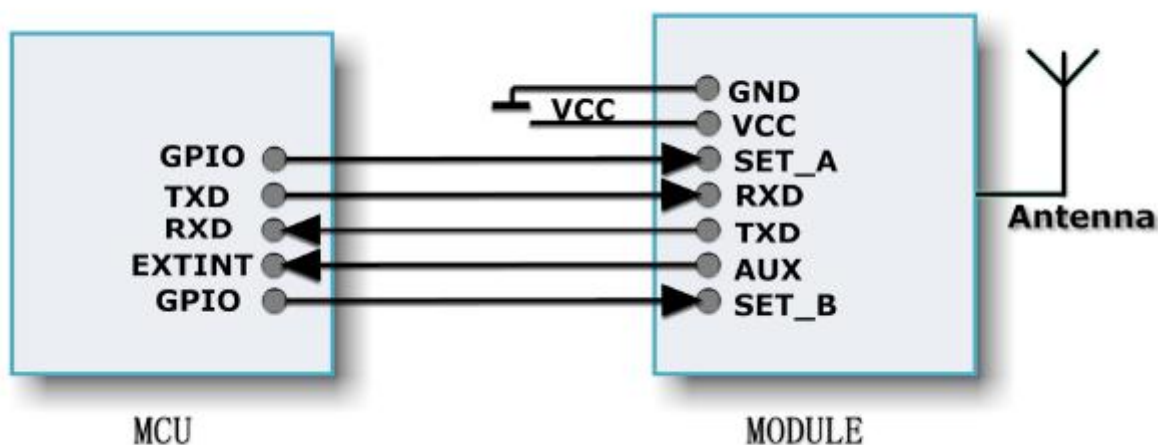 GND
VCC
VCC
GPIO
SET_A
TXD
RXD
RXD
TXD
Antenna
EXTINT
AUX
GPIO
SET_B
MCU
MODULE